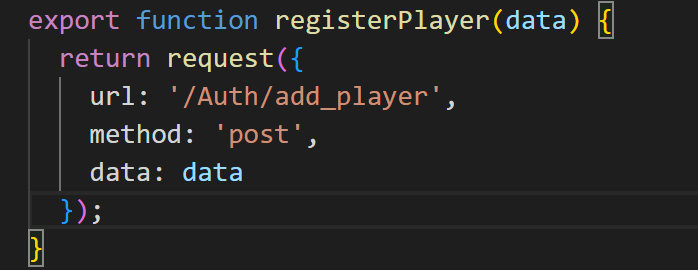 export function registerPlayer(data) {
  return request({
    url: '/Auth/add_player',
    method: 'post',
    data: data
  });
}